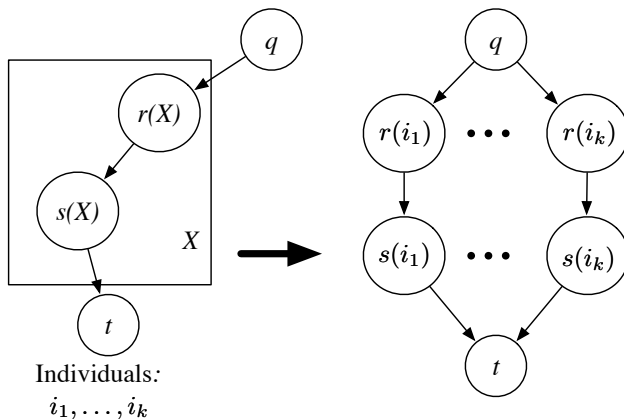 q
r(X)
s(X)
X
t
Individuals:
i₁, . . . , iₖ
q
r(i₁) ••• r(iₖ)
s(i₁) ••• s(iₖ)
t